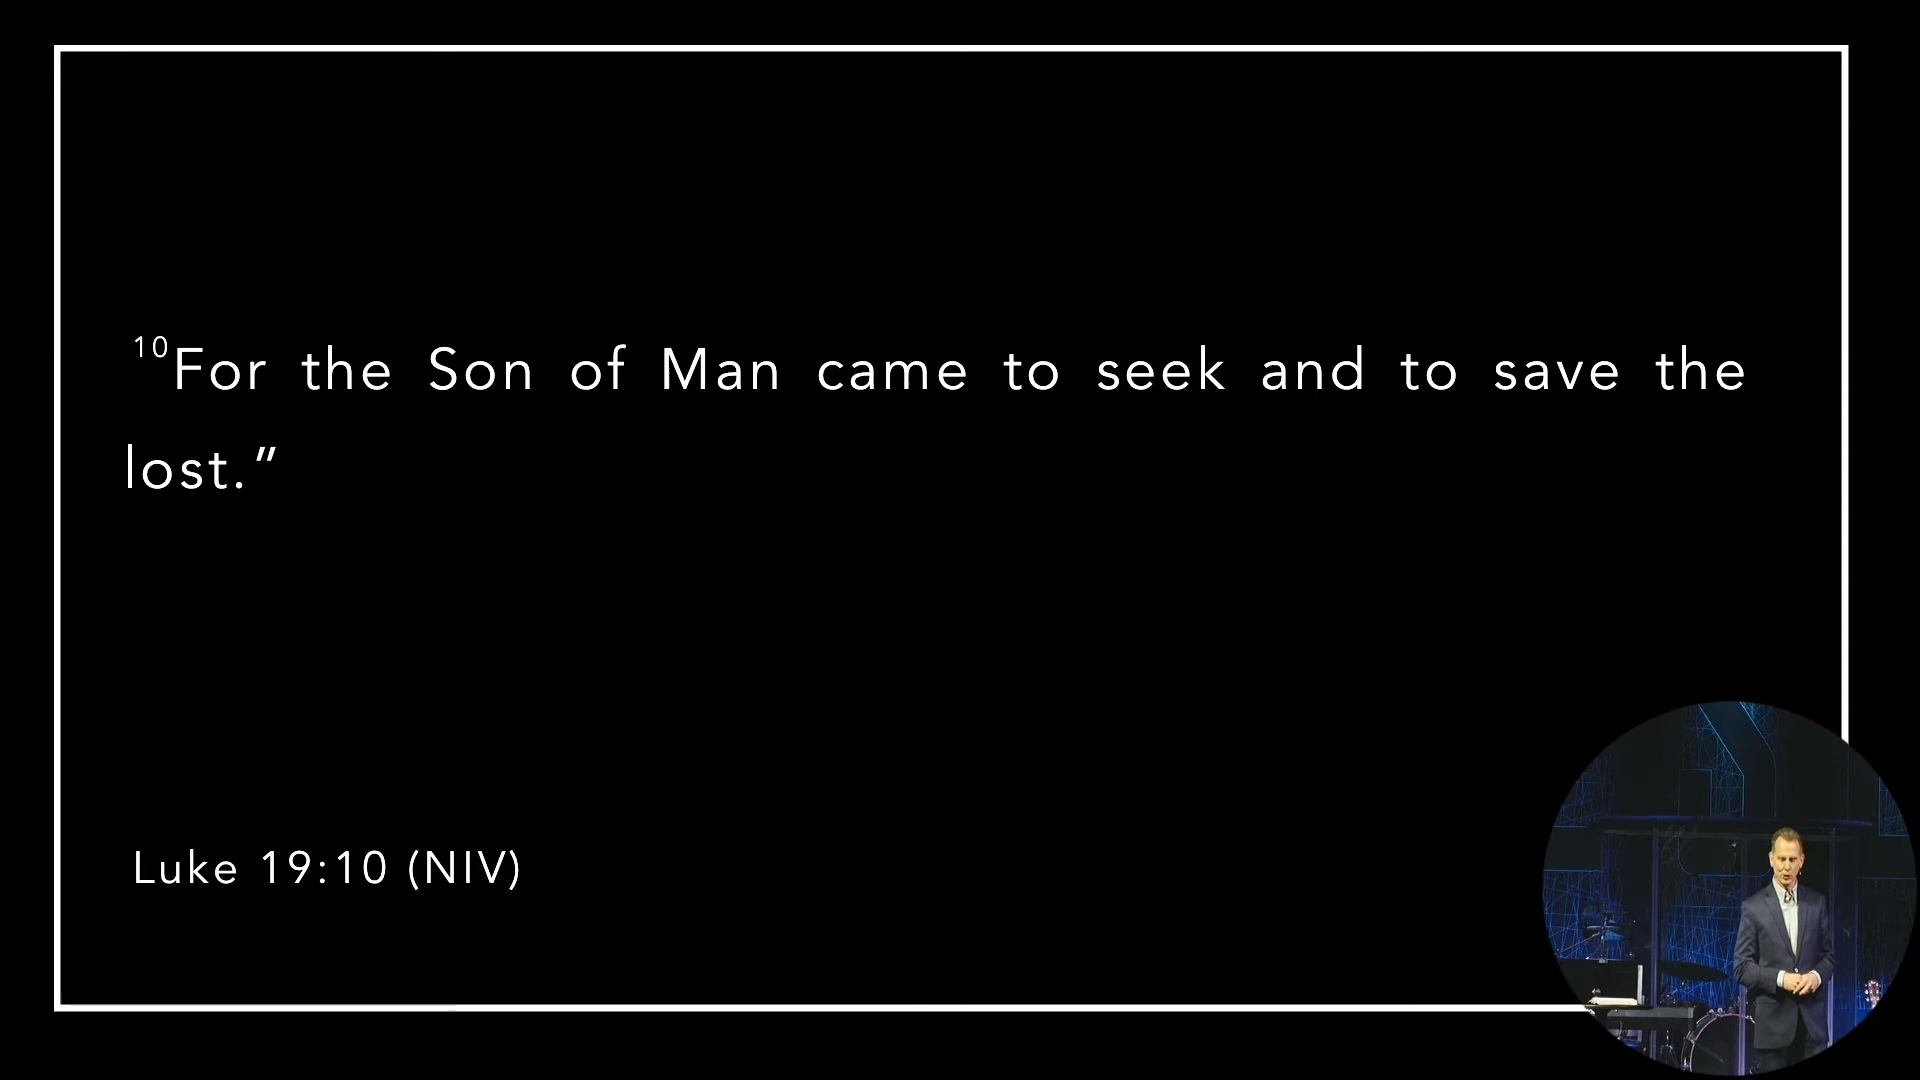 10For the Son of Man came to seek and to save the
lost.”
Luke 19:10 (NIV)